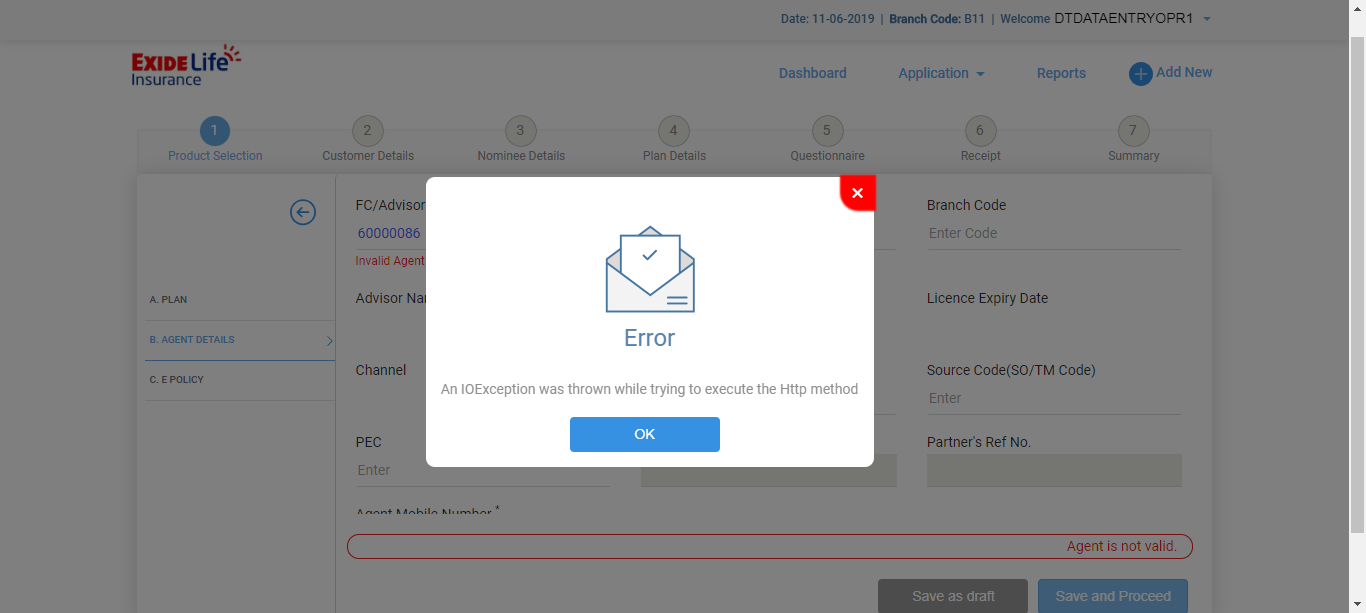 Date: 11-06-2019 | Branch Code: B11 | Welcome DTDATAENTRYOPR1
EXIDE Life
Insurance
Dashboard Application Reports Add New
1 2 3 4 5 6 7
Product Selection Customer Details Nominee Details Plan Details Questionnaire Receipt Summary
FC/Advisor Branch Code
60000086 Enter Code
Invalid Agent
A. PLAN
Advisor Licence Expiry Date
B. AGENT DETAILS
Error
Channel Source Code(SO/TM Code)
C. E POLICY
An IOException was thrown while trying to execute the Http method
Enter
OK
PEC Partner's Ref No.
Enter
Agent Mobile Number *
Agent is not valid.
Save as draft Save and Proceed